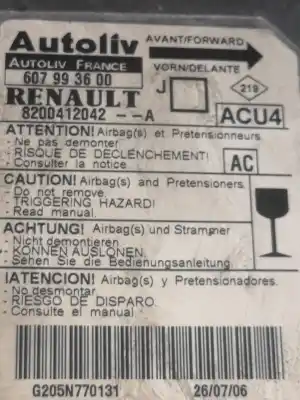 Autoliv
AVANT/FORWARD
AUTOLIV FRANCE
607 99 36 00
VORN/DELANTE
RENAULT
J
219
8200412042 --A
ACU4
ATTENTION! Airbag(s) et Pretensionneurs
- Ne pas demonter
- RISQUE DE DECLENCHEMENT!
- Consulter la notice
AC
CAUTION! Airbag(s) and Pretensioners
- Do not remove
- TRIGGERING HAZARD!
- Read manual.
ACHTUNG! Airbag(s) und Strammer
- Nicht demontieren
- KONNEN AUSLONEN.
- Sehen Sie die Bedienungsanleitung
!ATENCION! Airbag(s) y Pretensionadores.
- No desmontar
- RIESGO DE DISPARO.
- Consulte el manual
G205N770131
26/07/06